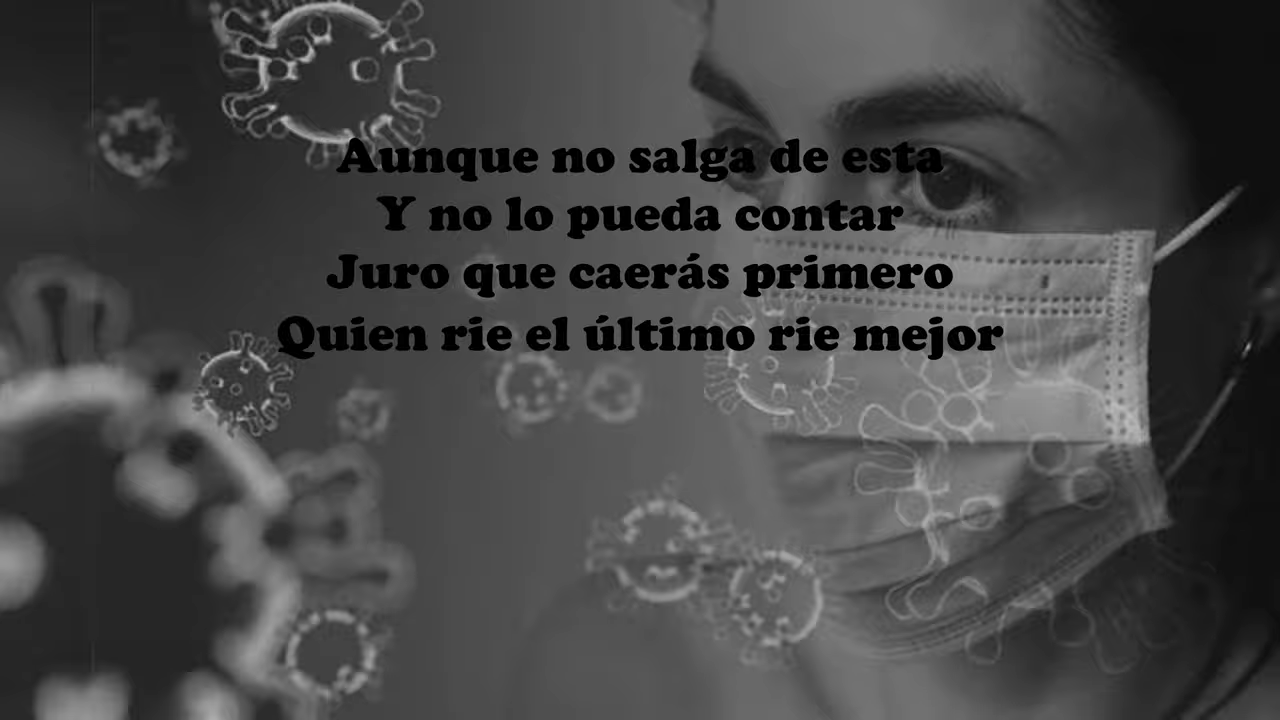 Aunque no salga de esta
Y no lo pueda contar
Juro que caerás primero
Quien rie el último rie mejor